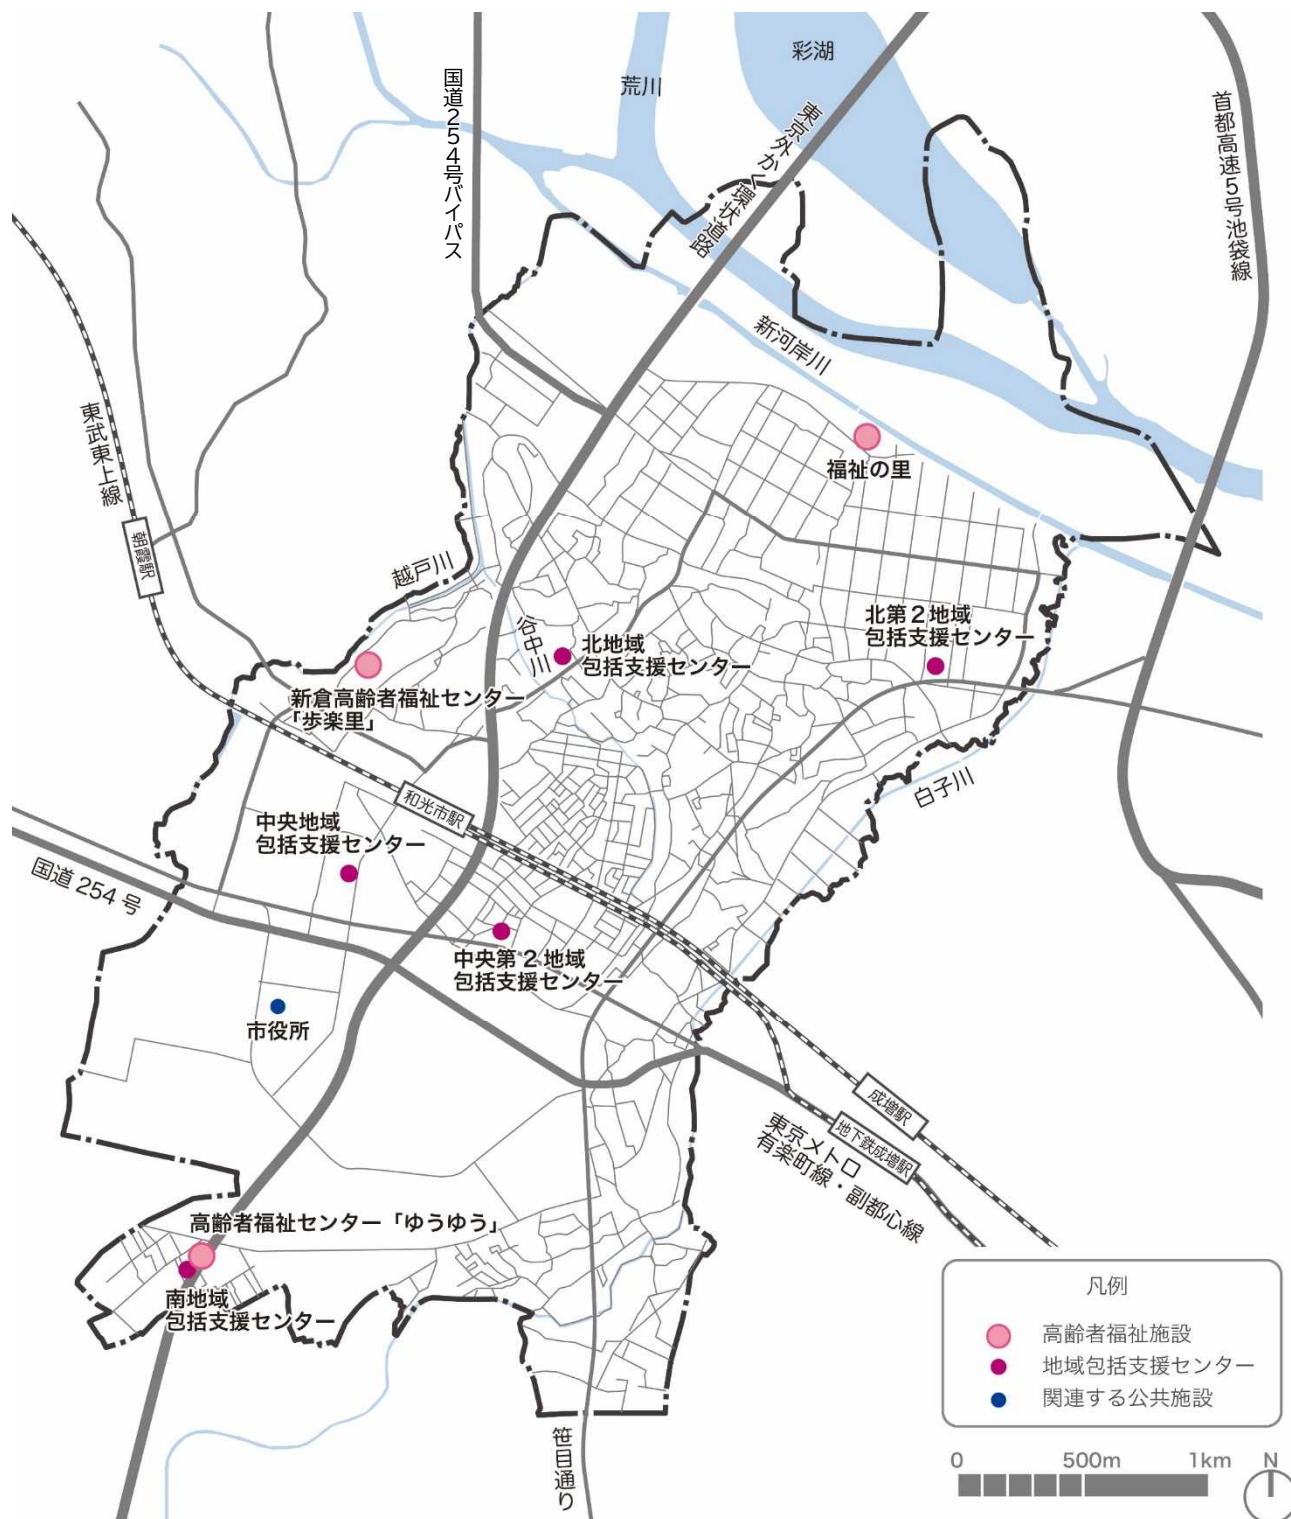 彩湖
荒川
国道254号バイパス
東京外かく環状道路
首都高速5号池袋線
新河岸川
東武東上線
福祉の里
朝霞駅
越戸川
谷中川
北地域
包括支援センター
北第2地域
包括支援センター
新倉高齢者福祉センター
「歩楽里」
白子川
和光市駅
中央地域
包括支援センター
国道254号
中央第2地域
包括支援センター
市役所
成増駅
地下鉄成増駅
東京メトロ
有楽町線・副都心線
高齢者福祉センター「ゆうゆう」
南地域
包括支援センター
笹目通り
凡例
高齢者福祉施設
地域包括支援センター
関連する公共施設
0 500m 1km
N